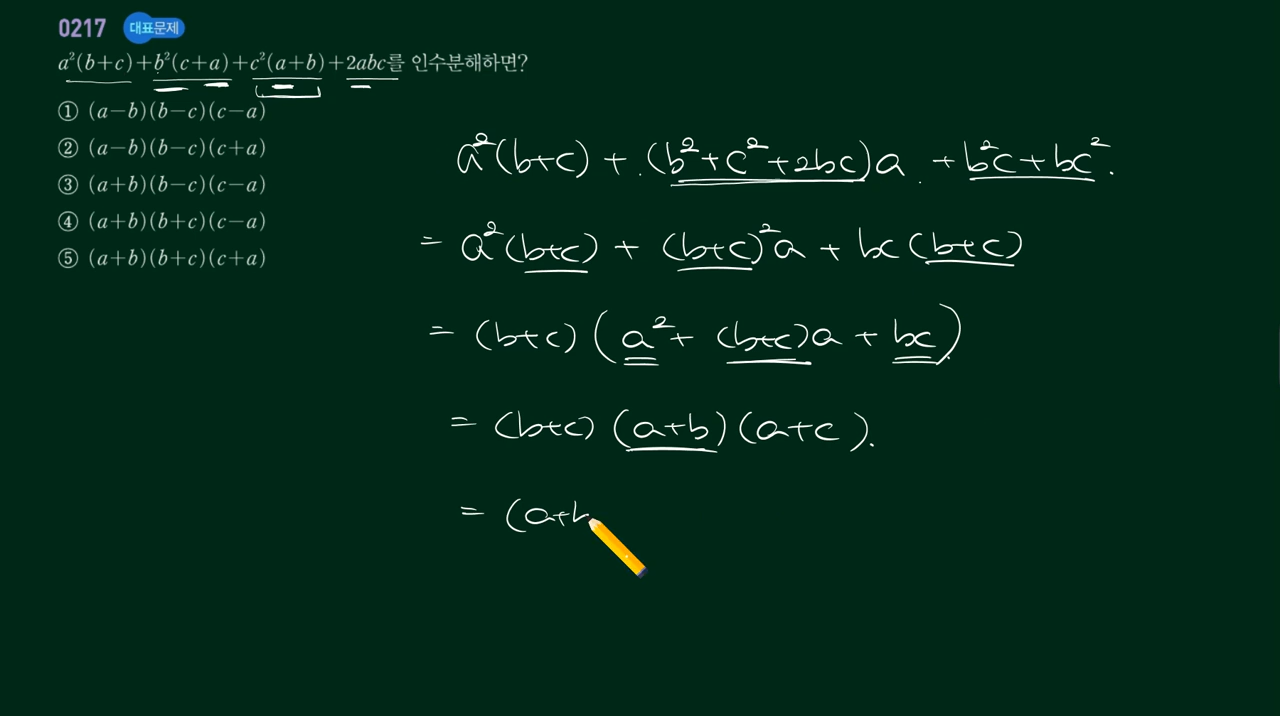 0217 대표문제
a²(b+c)+b²(c+a)+c²(a+b)+2abc를 인수분해하면?
① (a−b)(b−c)(c−a)
② (a−b)(b−c)(c+a)
③ (a+b)(b−c)(c−a)
④ (a+b)(b+c)(c−a)
⑤ (a+b)(b+c)(c+a)
a²(b+c) + (b²+c²+2bc)a + b²c+bc².
= a²(b+c) + (b+c)²a + bc(b+c)
= (b+c)(a²+ (b+c)a + bc)
= (b+c)(a+b)(a+c).
= (a+b